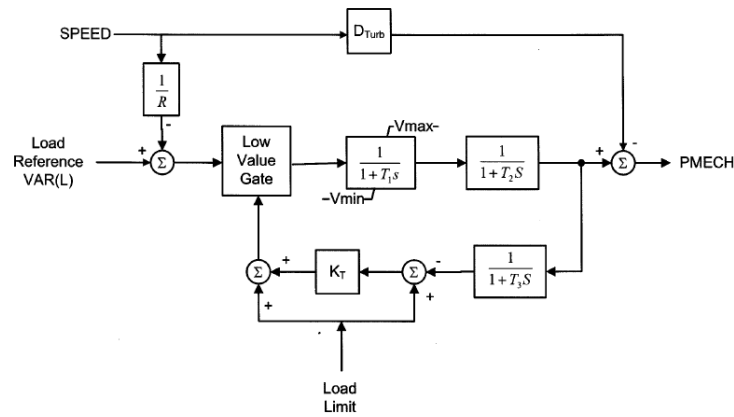 SPEED
D_Turb
1
R
-
-
Load
Reference
VAR(L)
+
Σ
Low
Value
Gate
Vmax
1
1+T₁s
Vmin
1
1+T₂S
+
Σ
PMECH
Σ
+
+
K_T
Σ
-
+
1
1+T₃S
Load
Limit